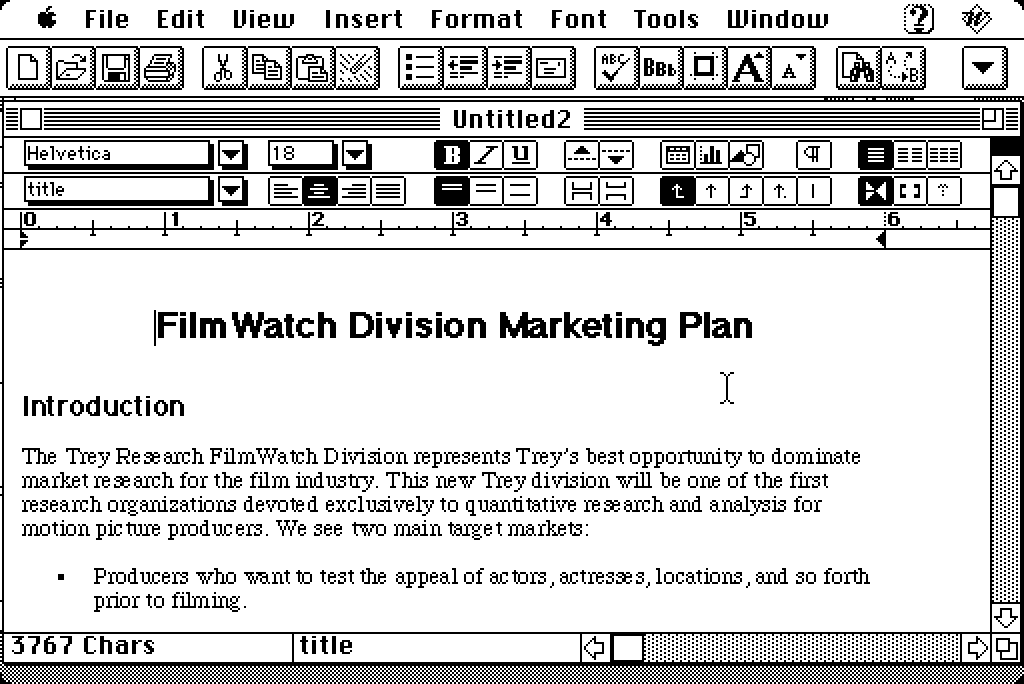 File Edit View Insert Format Font Tools Window
ABC BBb A A A B
Untitled2
Helvetica 18 B I U ¶
title
0 1 2 3 4 5 6
FilmWatch Division Marketing Plan
Introduction
The Trey Research FilmWatch Division represents Trey's best opportunity to dominate
market research for the film industry. This new Trey division will be one of the first
research organizations devoted exclusively to quantitative research and analysis for
motion picture producers. We see two main target markets:
▪ Producers who want to test the appeal of actors, actresses, locations, and so forth
prior to filming.
3767 Chars title